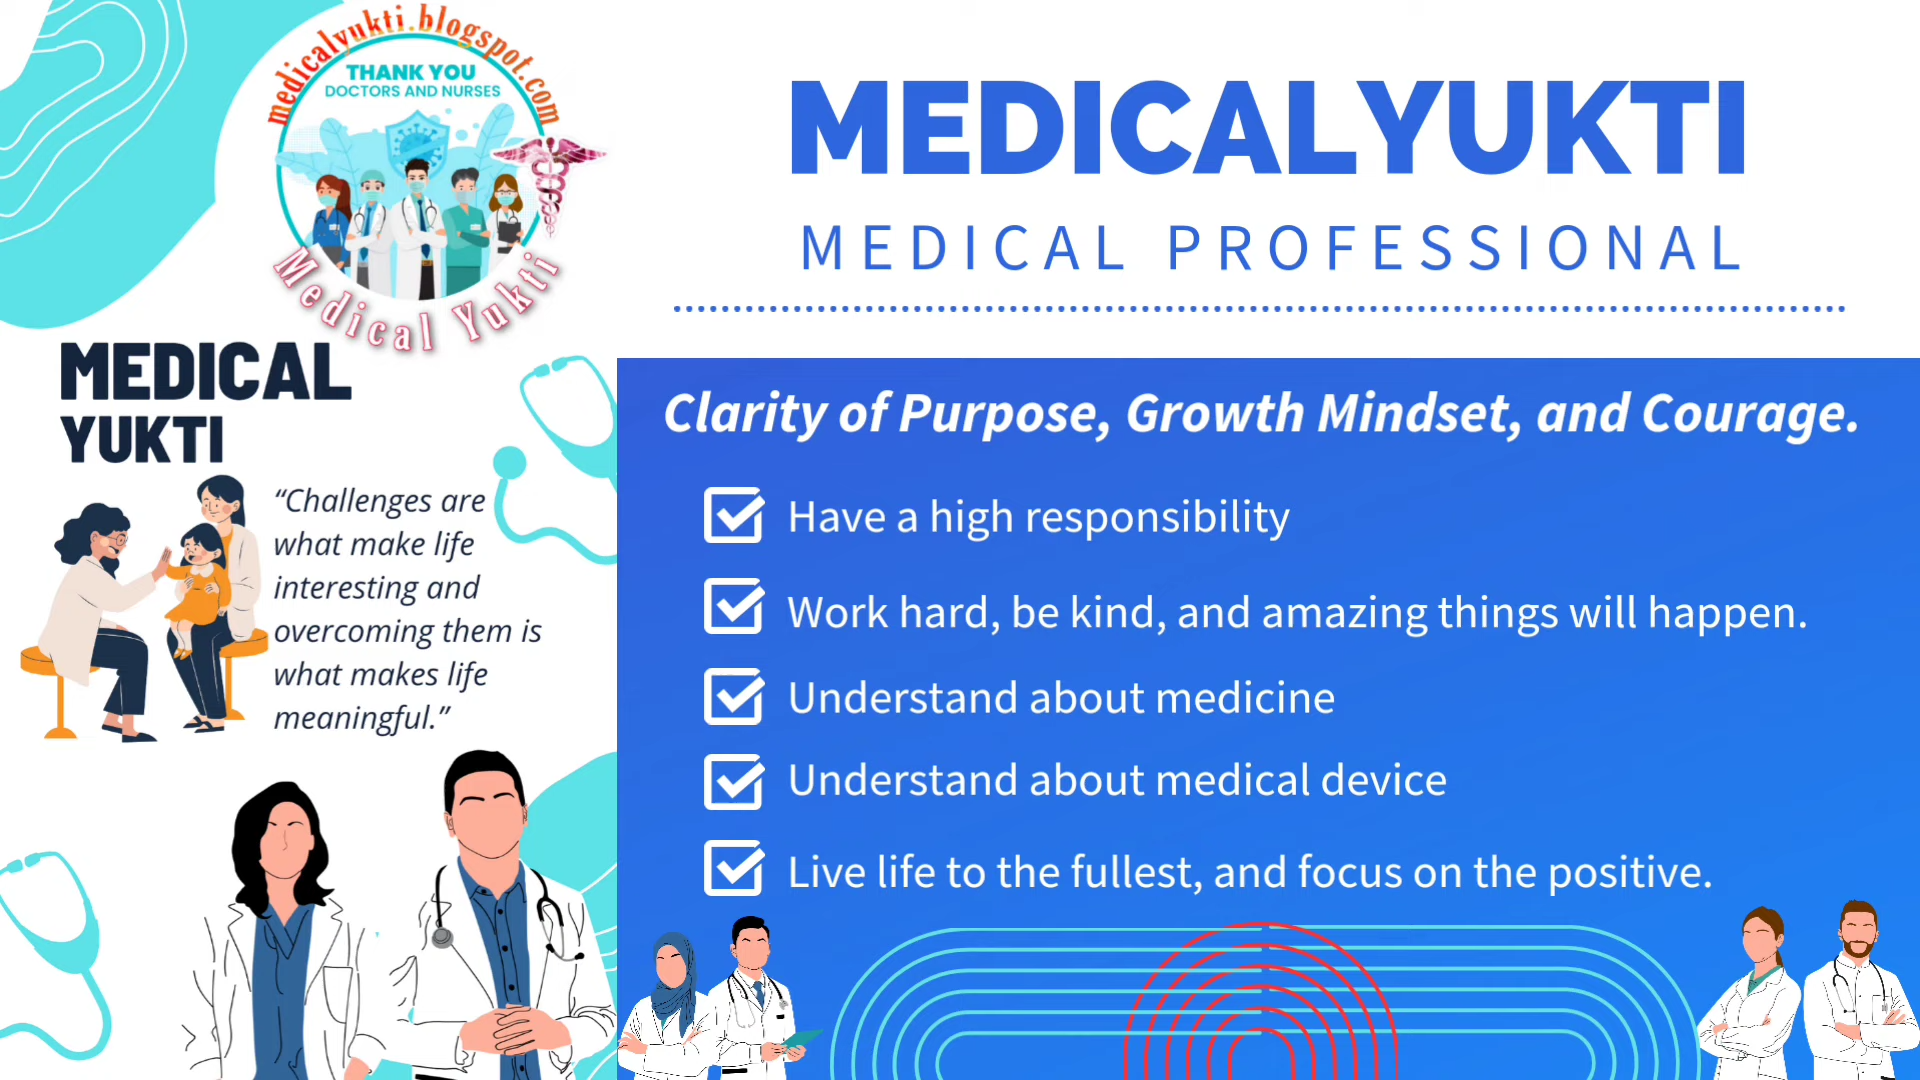 medicalyukti.blogspot.com
THANK YOU
DOCTORS AND NURSES
Medical Yukti
MEDICAL
YUKTI
“Challenges are
what make life
interesting and
overcoming them is
what makes life
meaningful.”
MEDICALYUKTI
MEDICAL PROFESSIONAL
Clarity of Purpose, Growth Mindset, and Courage.
Have a high responsibility
Work hard, be kind, and amazing things will happen.
Understand about medicine
Understand about medical device
Live life to the fullest, and focus on the positive.